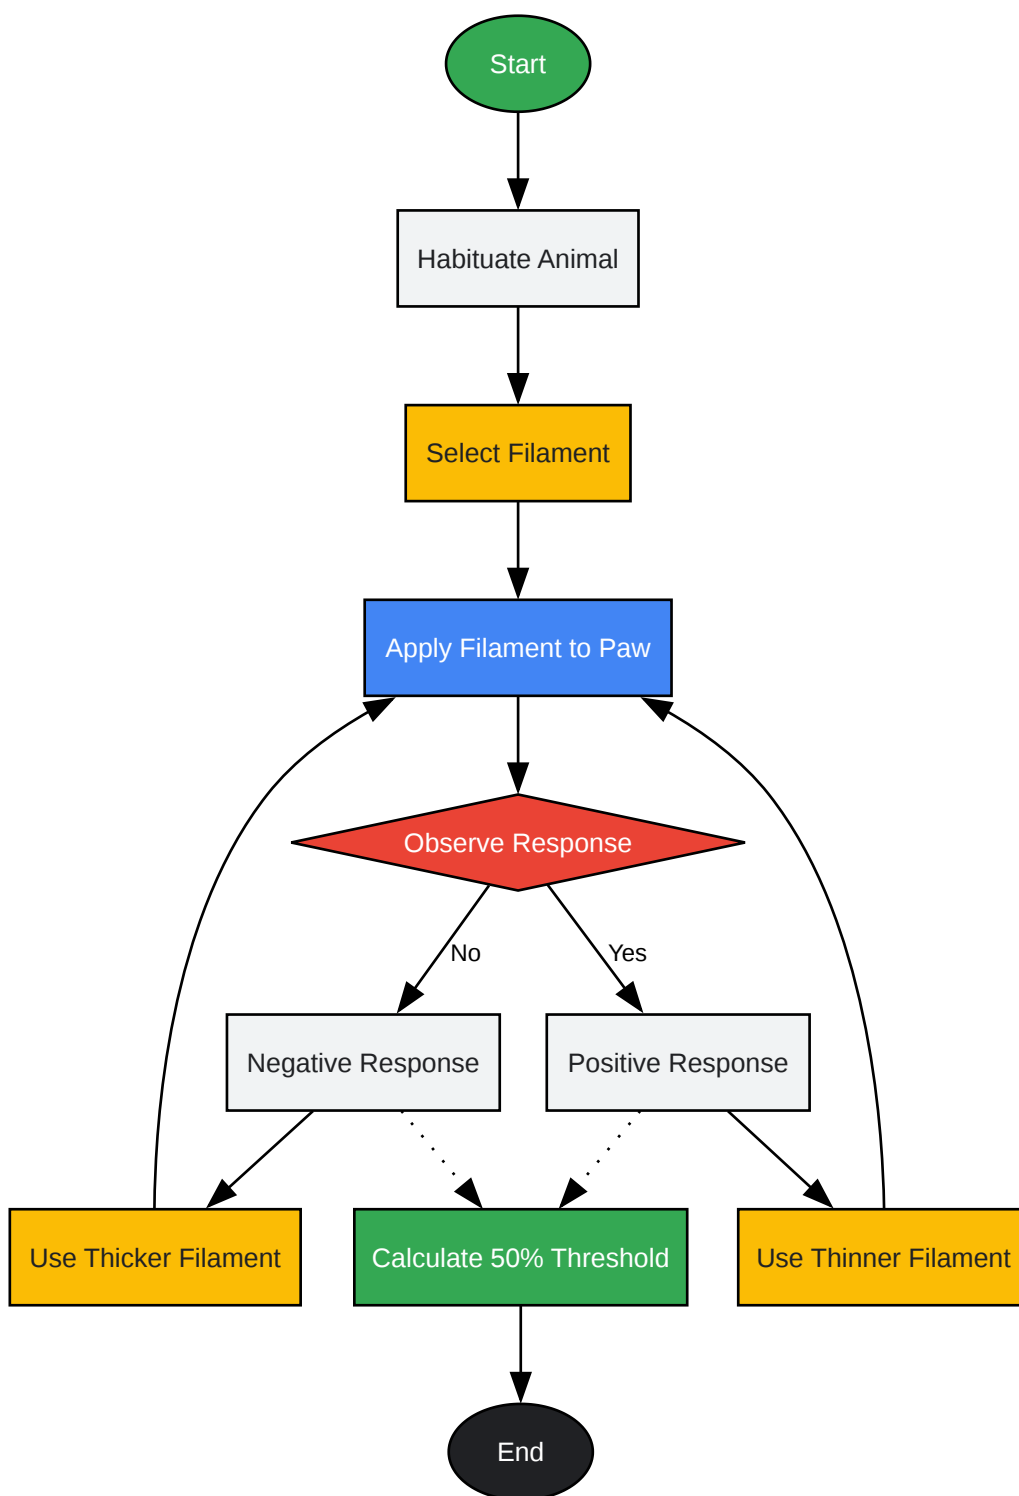 Start
Habituate Animal
Select Filament
Apply Filament to Paw
Observe Response
No
Yes
Negative Response
Positive Response
Use Thicker Filament
Calculate 50% Threshold
Use Thinner Filament
End